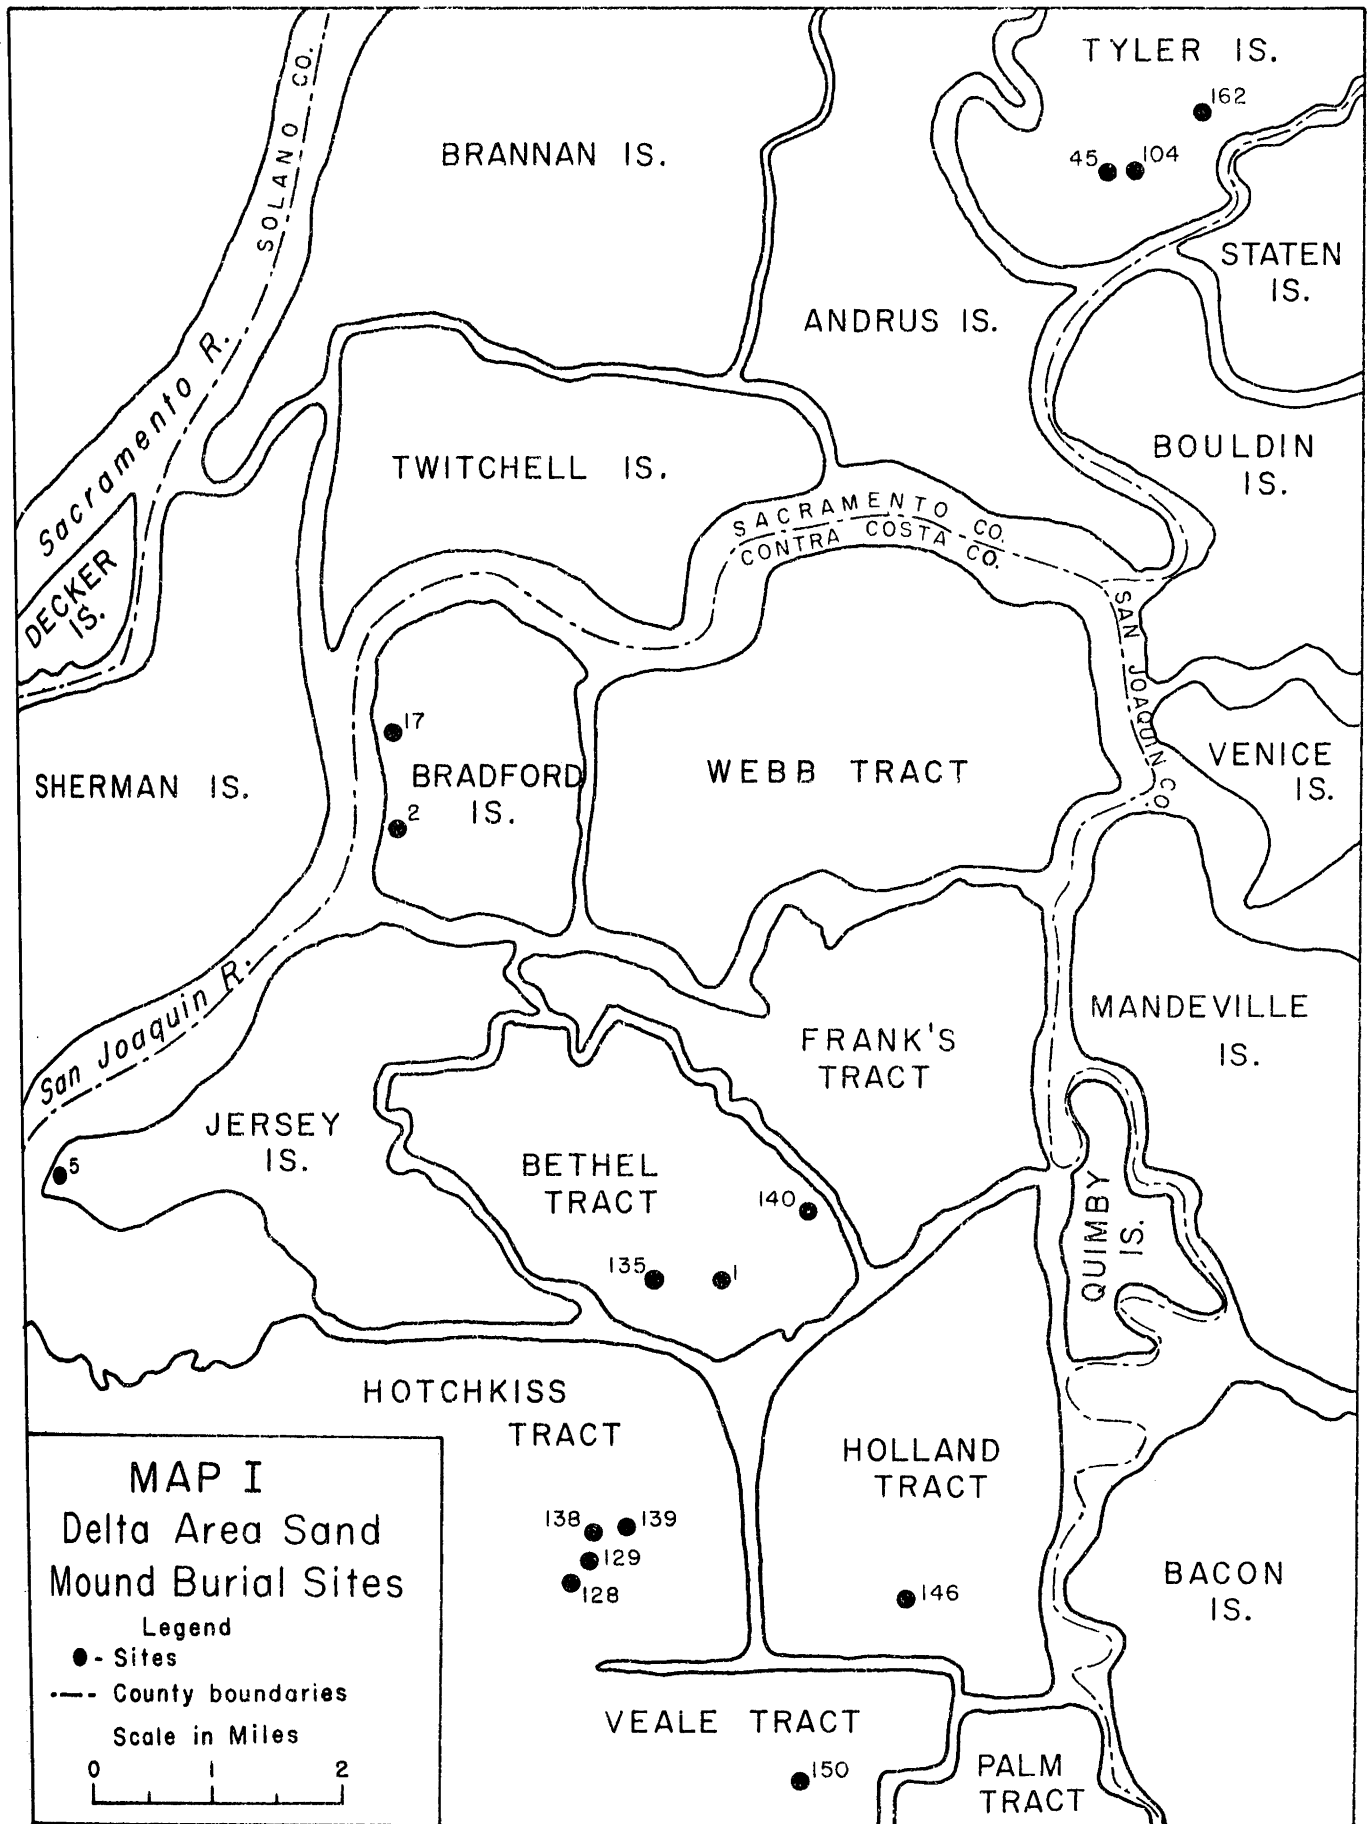 TYLER IS.
162
45
104
SOLANO CO.
BRANNAN IS.
STATEN
IS.
ANDRUS IS.
Sacramento R.
BOULDIN
IS.
TWITCHELL IS.
SACRAMENTO CO.
CONTRA COSTA CO.
DECKER
IS.
SAN JOAQUIN CO.
17
SHERMAN IS.
BRADFORD
IS.
2
WEBB TRACT
VENICE
IS.
San Joaquin R.
MANDEVILLE
IS.
FRANK'S
TRACT
JERSEY
IS.
5
BETHEL
TRACT
140
135
1
QUIMBY
IS.
HOTCHKISS
TRACT
HOLLAND
TRACT
138
139
129
128
146
BACON
IS.
VEALE TRACT
150
PALM
TRACT
MAP I
Delta Area Sand
Mound Burial Sites
Legend
- Sites
County boundaries
Scale in Miles
0 1 2